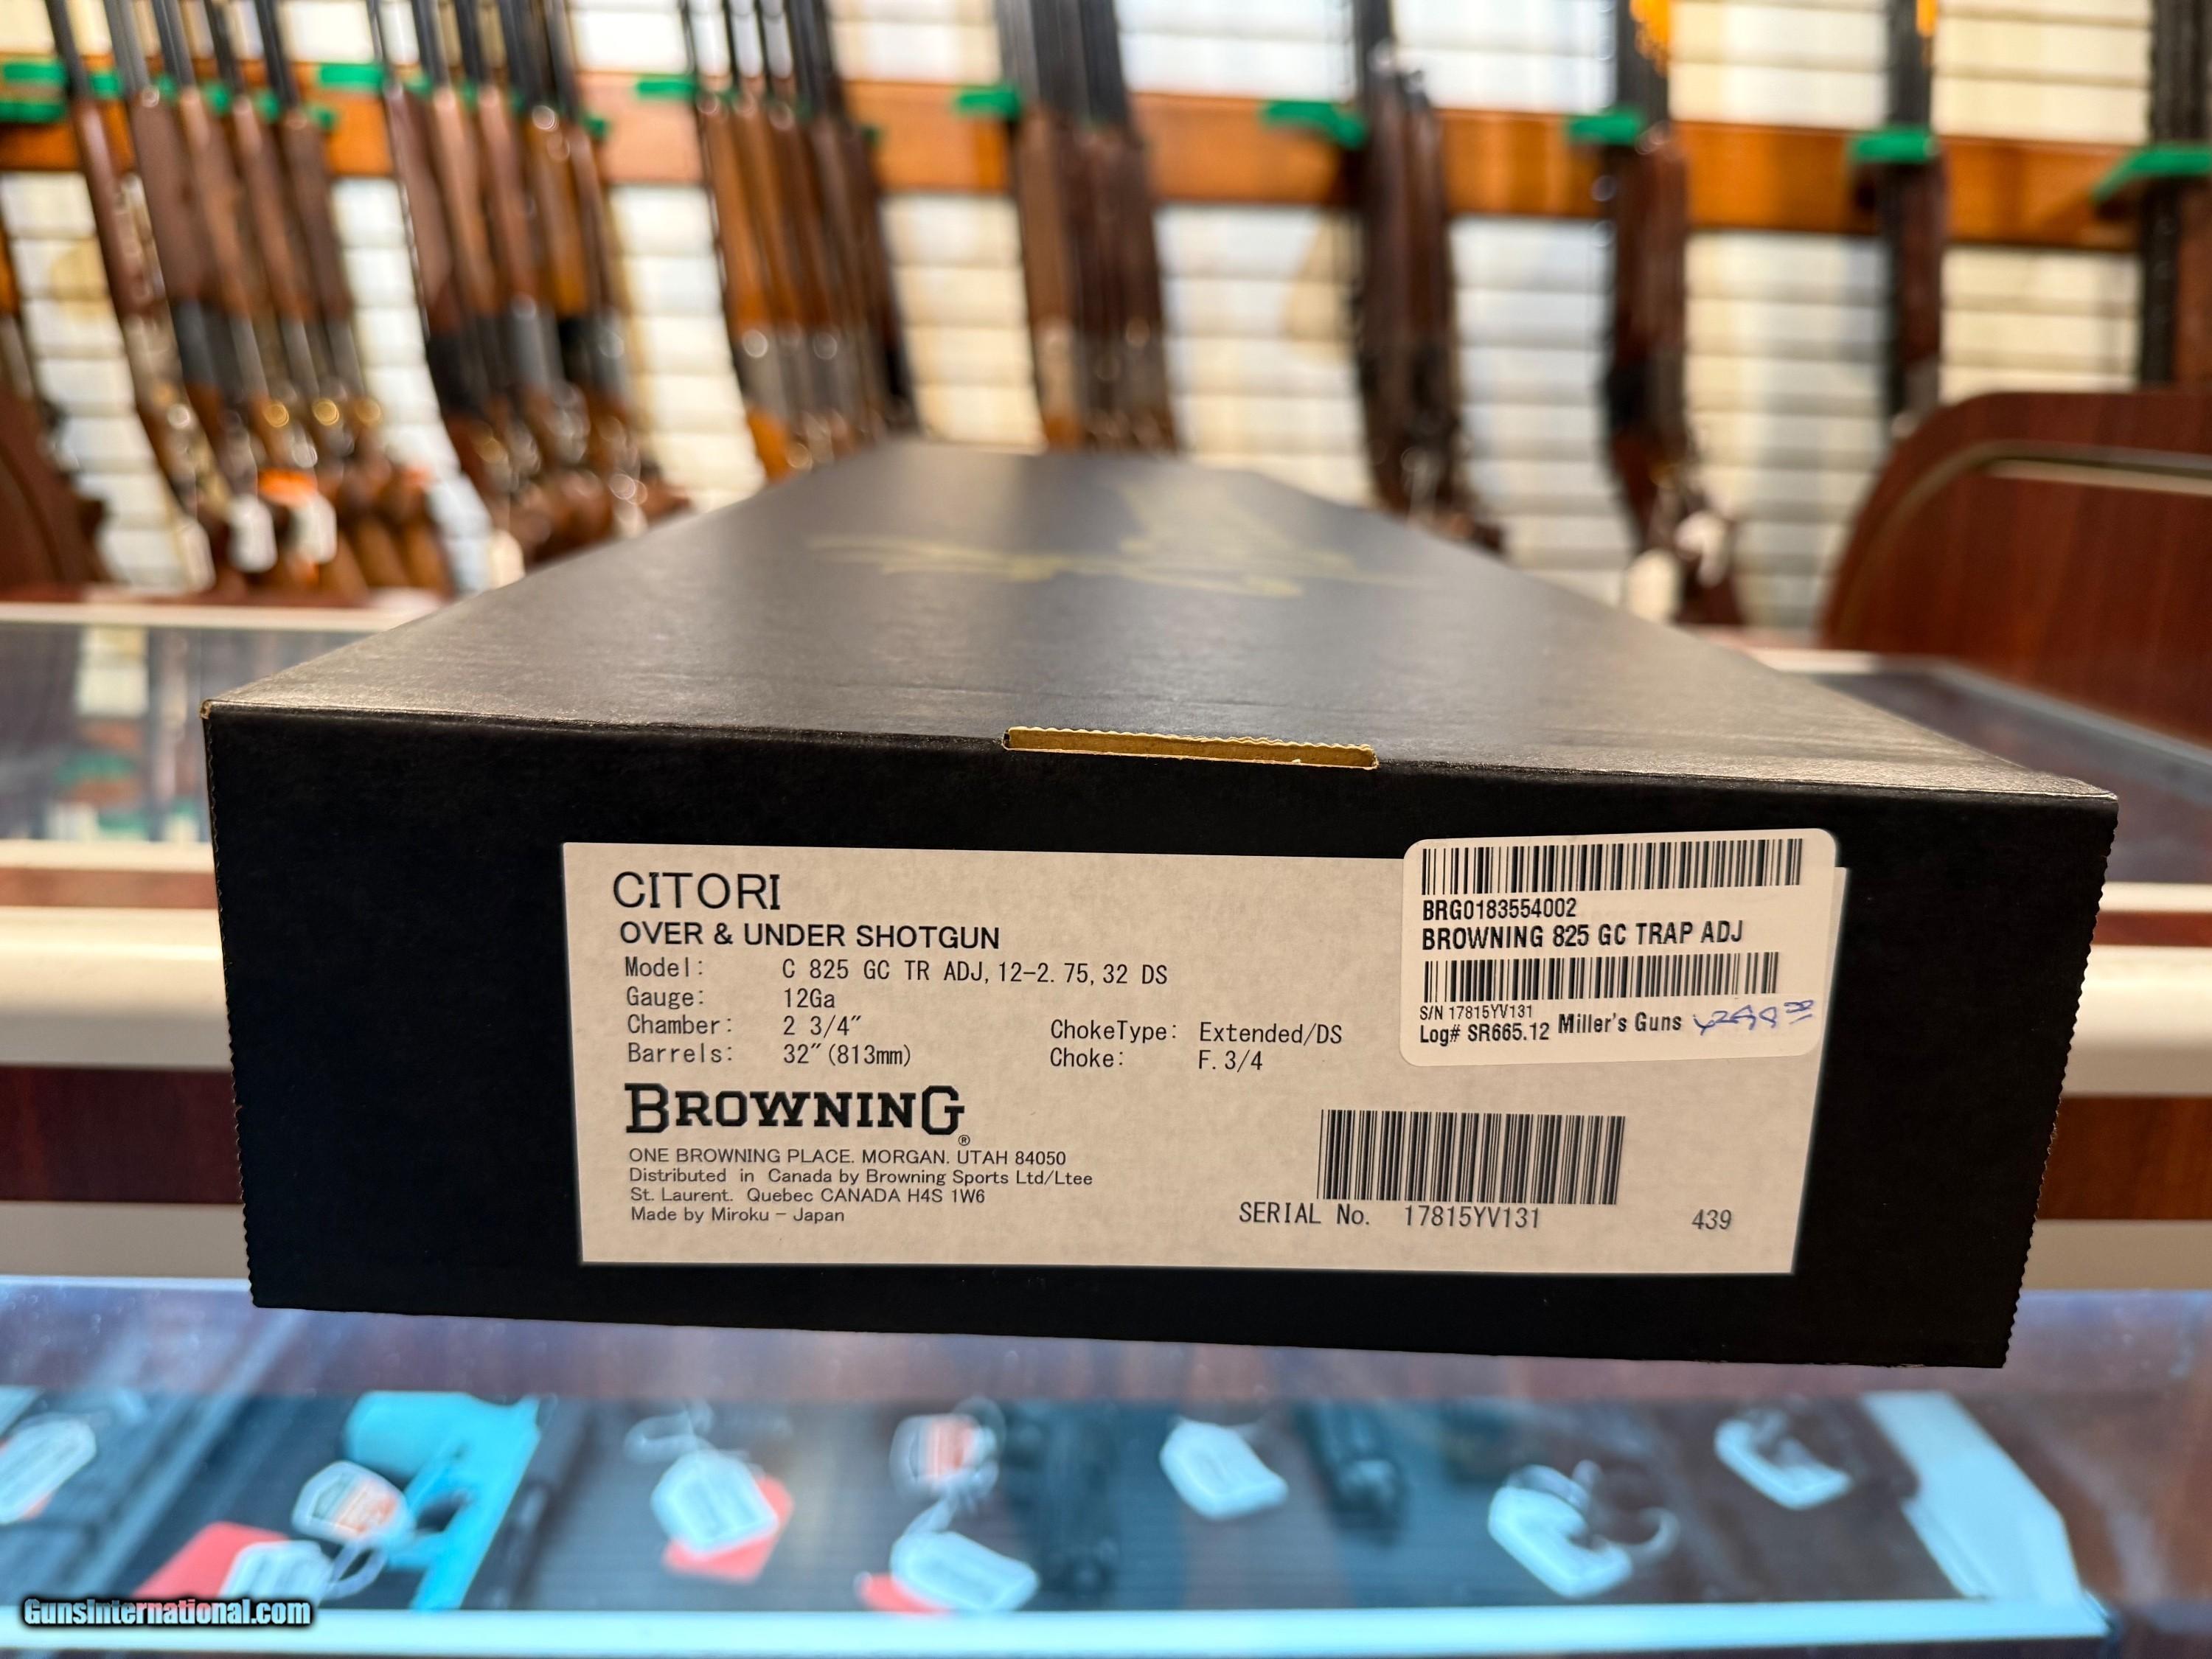 CITORI
OVER & UNDER SHOTGUN
Model: C 825 GC TR ADJ, 12-2.75, 32 DS
Gauge: 12Ga
Chamber: 2 3/4"
Barrels: 32"(813mm)
ChokeType: Extended/DS
Choke: F. 3/4
BROWNING®
ONE BROWNING PLACE. MORGAN. UTAH 84050
Distributed in Canada by Browning Sports Ltd/Ltee
St. Laurent. Quebec CANADA H4S 1W6
Made by Miroku - Japan
SERIAL No. 17815YV131
439
BRG0183554002
BROWNING 825 GC TRAP ADJ
S/N 17815YV131
Log# SR665.12 Miller's Guns
GunsInternational.com